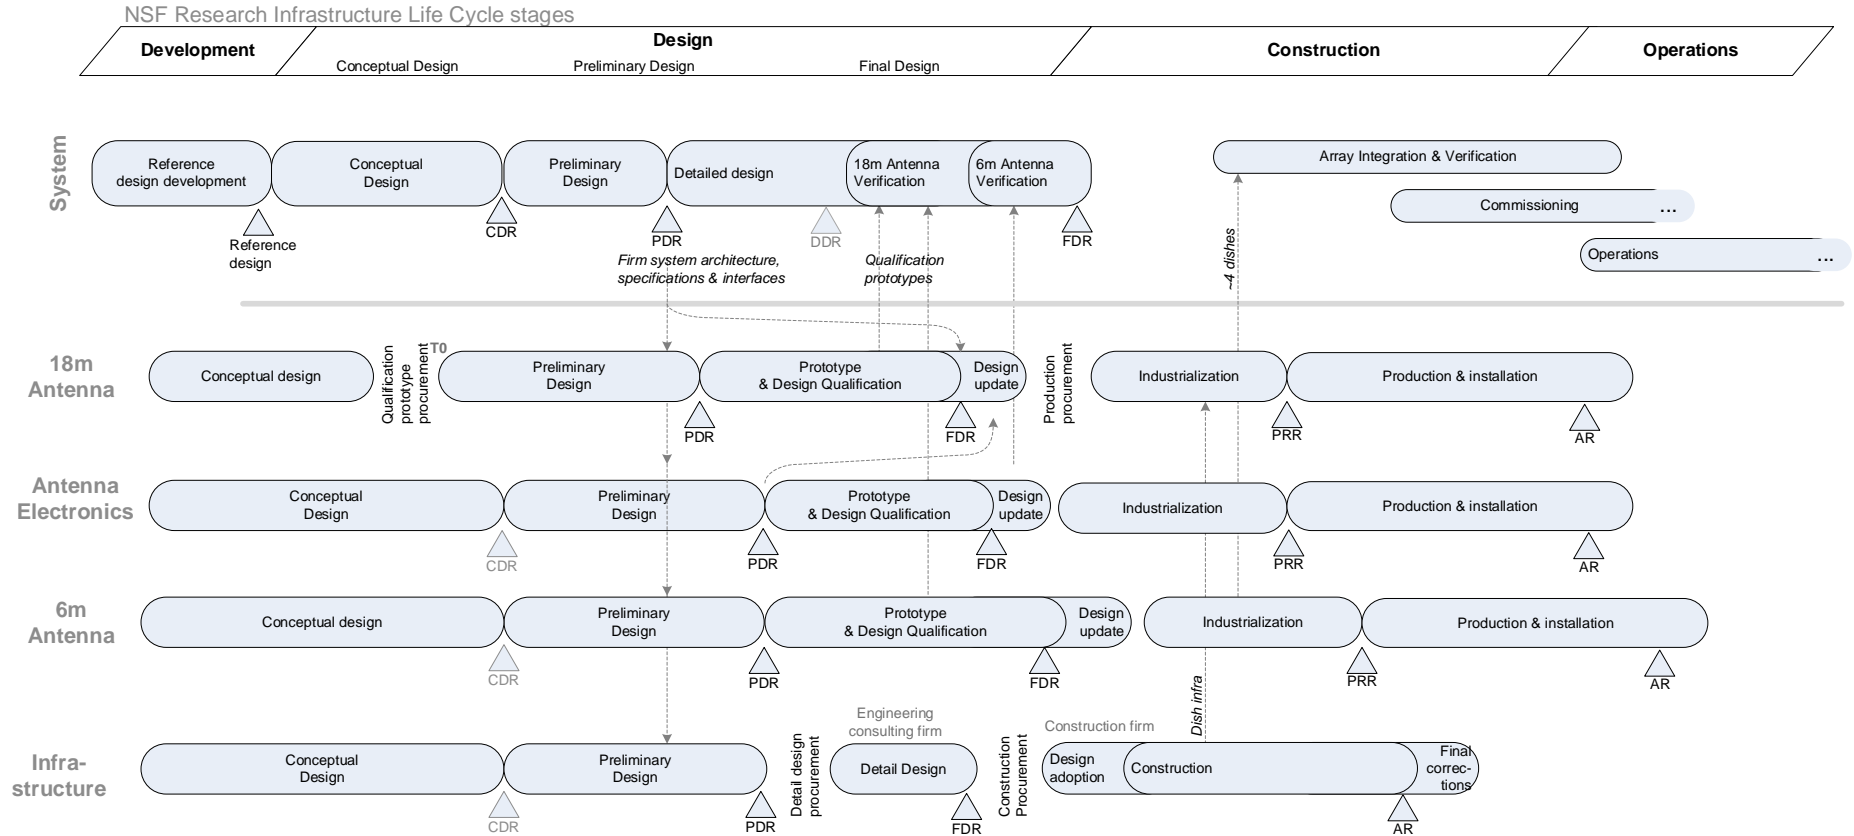 NSF Research Infrastructure Life Cycle stages
Development
Design
Construction
Operations
Conceptual Design
Preliminary Design
Final Design
System
Reference
design development
Conceptual
Design
Preliminary
Design
Detailed design
18m Antenna
Verification
6m Antenna
Verification
Array Integration & Verification
Commissioning
...
Operations
...
Reference
design
CDR
PDR
DDR
FDR
Firm system architecture,
specifications & interfaces
Qualification
prototypes
~4 dishes
18m
Antenna
Conceptual design
Qualification
prototype
procurement
T0
Preliminary
Design
Prototype
& Design Qualification
Design
update
Production
procurement
Industrialization
Production & installation
PDR
FDR
PRR
AR
Antenna
Electronics
Conceptual
Design
Preliminary
Design
Prototype
& Design Qualification
Design
update
Industrialization
Production & installation
CDR
PDR
FDR
PRR
AR
6m
Antenna
Conceptual design
Preliminary
Design
Prototype
& Design Qualification
Design
update
Industrialization
Production & installation
CDR
PDR
FDR
PRR
AR
Dish infra
Infra-
structure
Conceptual
Design
Preliminary
Design
Detail design
procurement
Engineering
consulting firm
Detail Design
Construction
Procurement
Construction firm
Design
adoption
Construction
Final
correc-
tions
CDR
PDR
FDR
AR